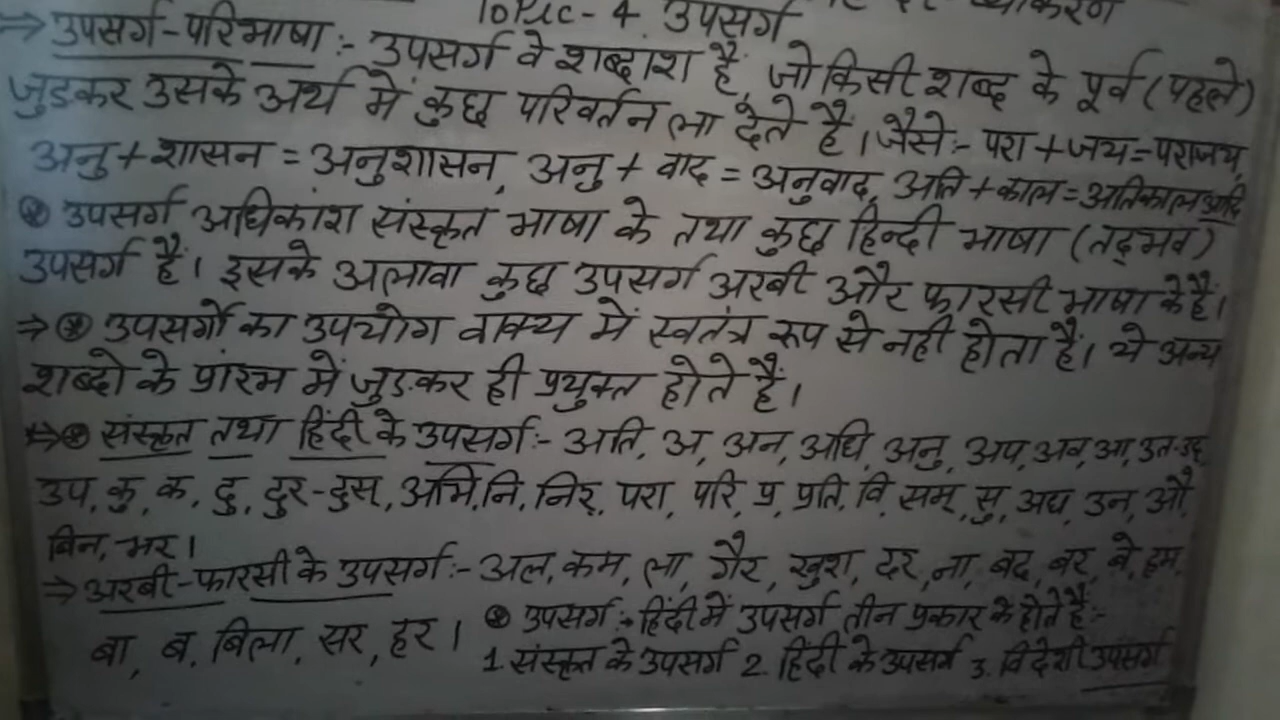 Topic-4 उपसर्ग व्याकरण
⇒ उपसर्ग-परिभाषा :- उपसर्ग वे शब्दांश हैं, जो किसी शब्द के पूर्व (पहले)
जुडकर उसके अर्थ में कुछ परिवर्तन ला देते हैं। जैसे:- परा + जय = पराजय,
अनु + शासन = अनुशासन, अनु + वाद = अनुवाद, अति + काल = अतिकाल आदि
⊛ उपसर्ग अधिकांश संस्कृत भाषा के तथा कुछ हिन्दी भाषा (तद्भव)
उपसर्ग हैं। इसके अलावा कुछ उपसर्ग अरबी और फारसी भाषा के हैं।
⇒ ⊛ उपसर्गों का उपयोग वाक्य में स्वतंत्र रूप से नही होता है। ये अन्य
शब्दो के प्रांरभ में जुडकर ही प्रयुक्त होते हैं।
⇒ ⊛ संस्कृत तथा हिंदी के उपसर्ग:- अति, अ, अन, अधि, अनु, अप, अव, आ, उत-उद्
उप, कु, क, दु, दुर-दुस्, अभि, नि, निर्, परा, परि, प्र, प्रति, वि, सम्, सु, अध, उन, औ,
बिन, भर।
⇒ अरबी-फारसी के उपसर्ग:- अल, कम, ला, गैर, खुश, दर, ना, बद, बर, बे, हम,
बा, ब, बिला, सर, हर।
⊛ उपसर्ग :- हिंदी में उपसर्ग तीन प्रकार के होते हैं:-
1. संस्कृत के उपसर्ग 2. हिंदी के उपसर्ग 3. विदेशी उपसर्ग